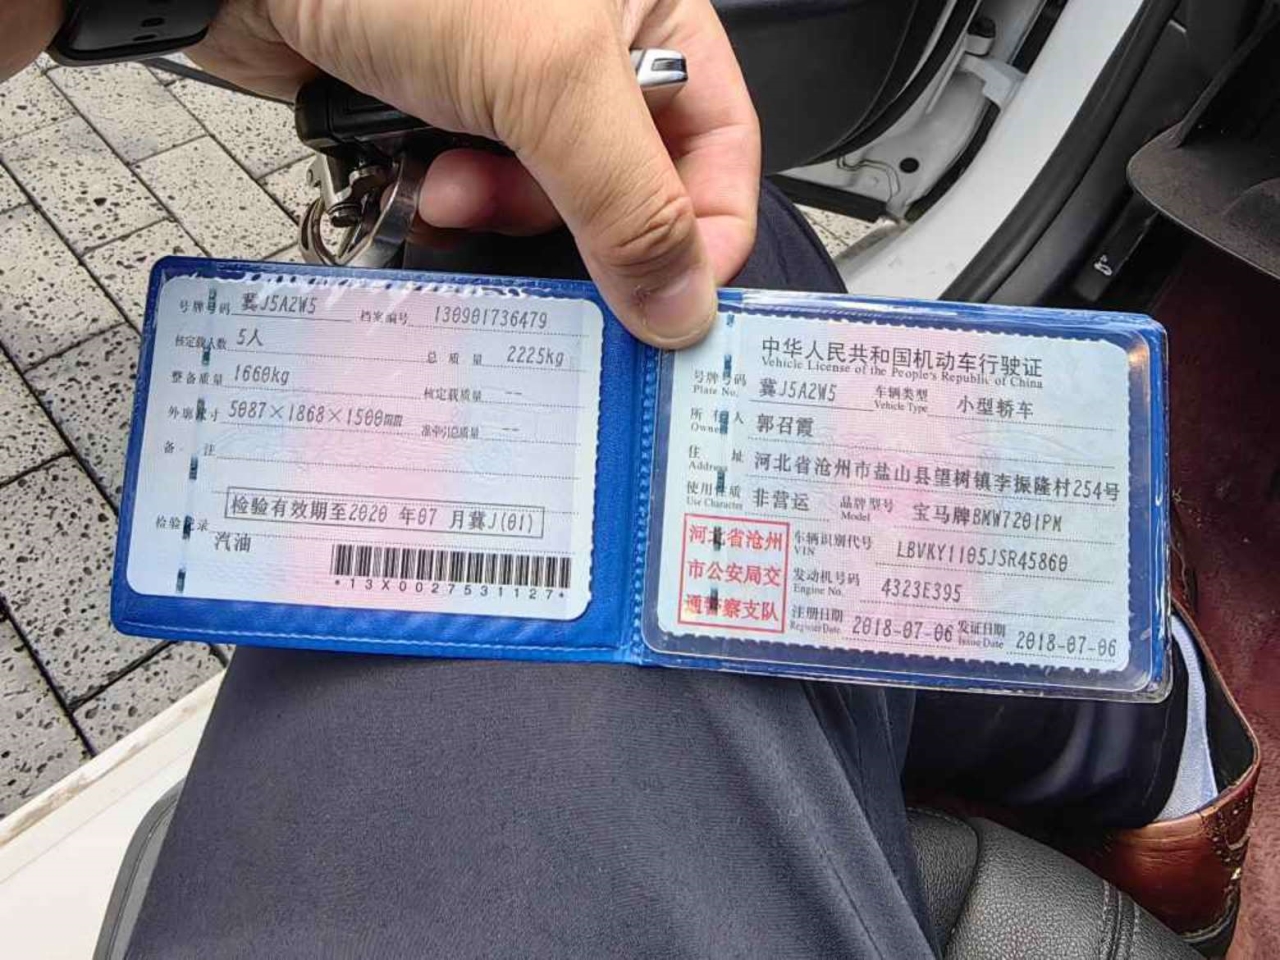 号牌号码 冀J5A2W5 档案编号 130901736479
核定载人数 5人 总质量 2225kg
整备质量 1660kg 核定载质量 --
外廓尺寸 5087×1868×1500mm 准牵引总质量 --
备注
检验有效期至2020 年07 月冀J(01)
检验记录
汽油
*13X0027531127*
中华人民共和国机动车行驶证
Vehicle License of the People's Republic of China
号牌号码 冀J5A2W5 车辆类型 小型轿车
Plate No. Vehicle Type
所有人 郭召霞
Owner
住址 河北省沧州市盐山县望树镇李振隆村254号
Address
使用性质 非营运 品牌型号 宝马牌BMW7201PM
Use Character Model
河北省沧州
市公安局交
通警察支队
车辆识别代号 LBVKY1105JSR45860
VIN
发动机号码 4323E395
Engine No.
注册日期 2018-07-06 发证日期 2018-07-06
Register Date Issue Date